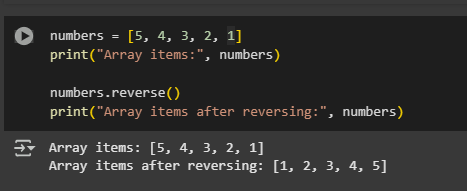 numbers = [5, 4, 3, 2, 1]
print("Array items:", numbers)
numbers.reverse()
print("Array items after reversing:", numbers)
Array items: [5, 4, 3, 2, 1]
Array items after reversing: [1, 2, 3, 4, 5]